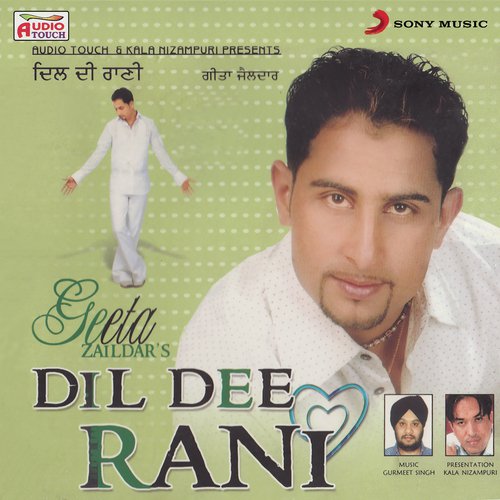 AUDIO
TOUCH
SONY MUSIC
AUDIO TOUCH & KALA NIZAMPURI PRESENTS
ਦਿਲ ਦੀ ਰਾਣੀ
ਗੀਤਾ ਜੈਲਦਾਰ
Geeta
ZAILDAR'S
DIL DEE
RANI
MUSIC
GURMEET SINGH
PRESENTATION
KALA NIZAMPURI